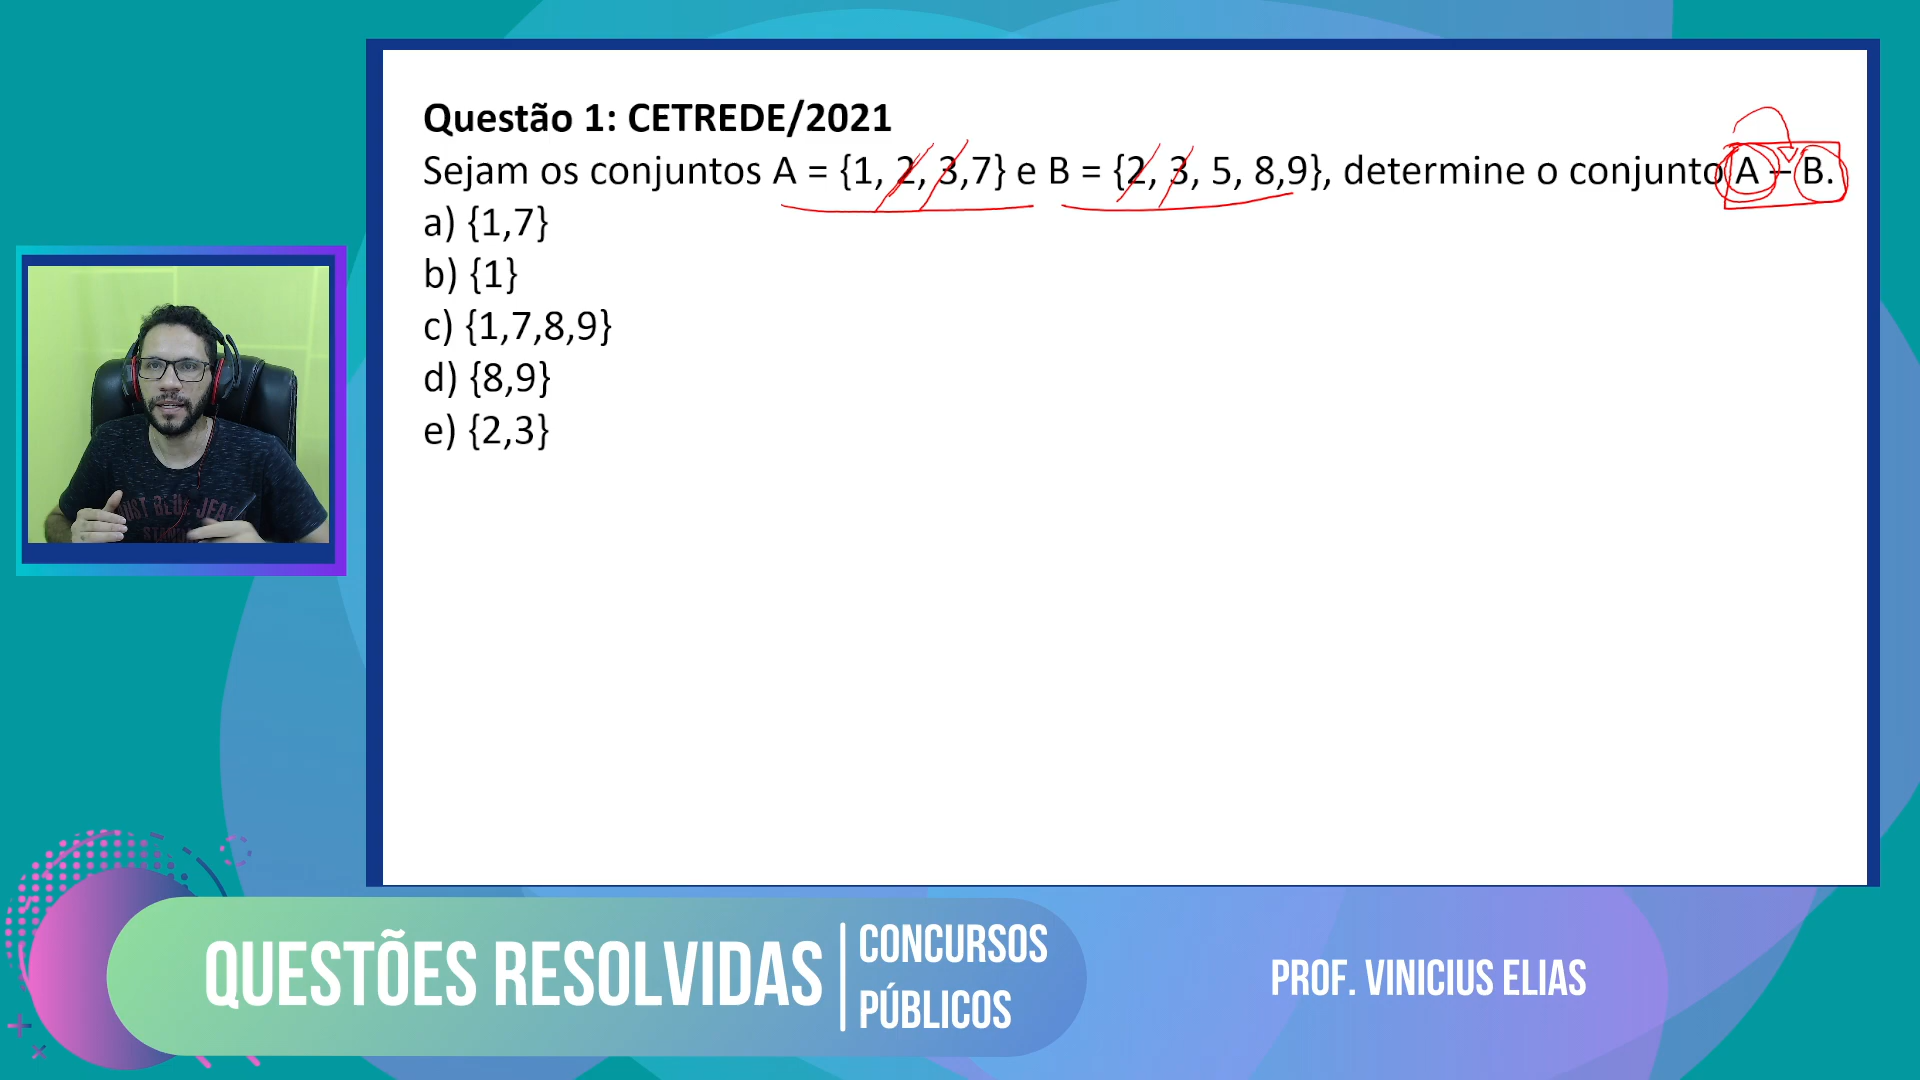 Questão 1: CETREDE/2021
Sejam os conjuntos A = {1, 2, 3,7} e B = {2, 3, 5, 8,9}, determine o conjunto A – B.
a) {1,7}
b) {1}
c) {1,7,8,9}
d) {8,9}
e) {2,3}
QUESTÕES RESOLVIDAS
CONCURSOS
PÚBLICOS
PROF. VINICIUS ELIAS